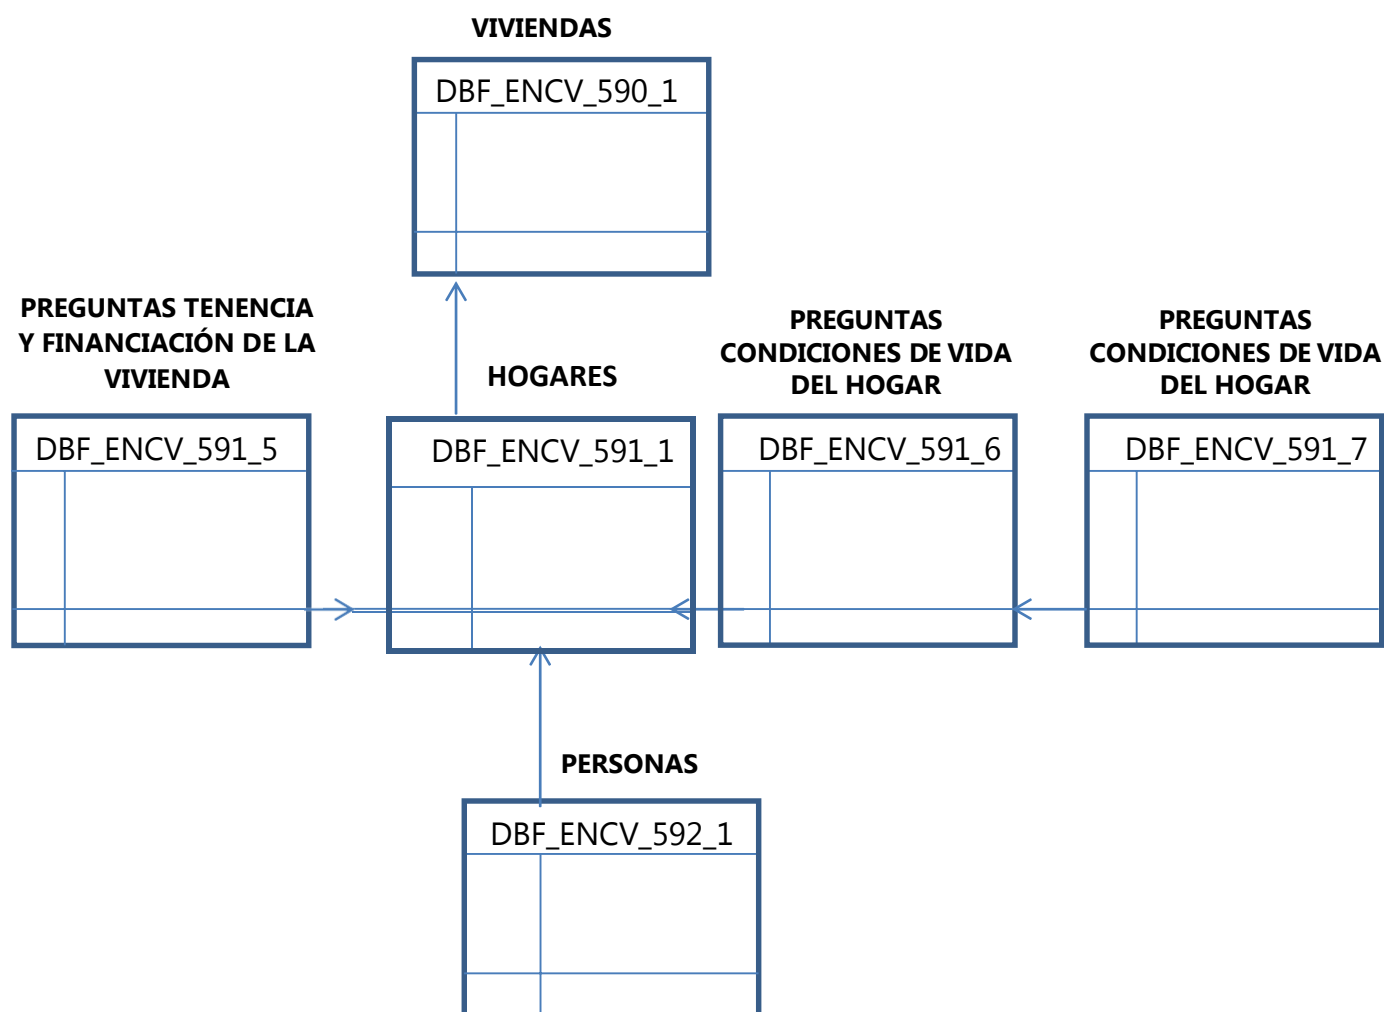 VIVIENDAS
DBF_ENCV_590_1
PREGUNTAS TENENCIA
Y FINANCIACIÓN DE LA
VIVIENDA
HOGARES
PREGUNTAS
CONDICIONES DE VIDA
DEL HOGAR
PREGUNTAS
CONDICIONES DE VIDA
DEL HOGAR
DBF_ENCV_591_5
DBF_ENCV_591_1
DBF_ENCV_591_6
DBF_ENCV_591_7
PERSONAS
DBF_ENCV_592_1